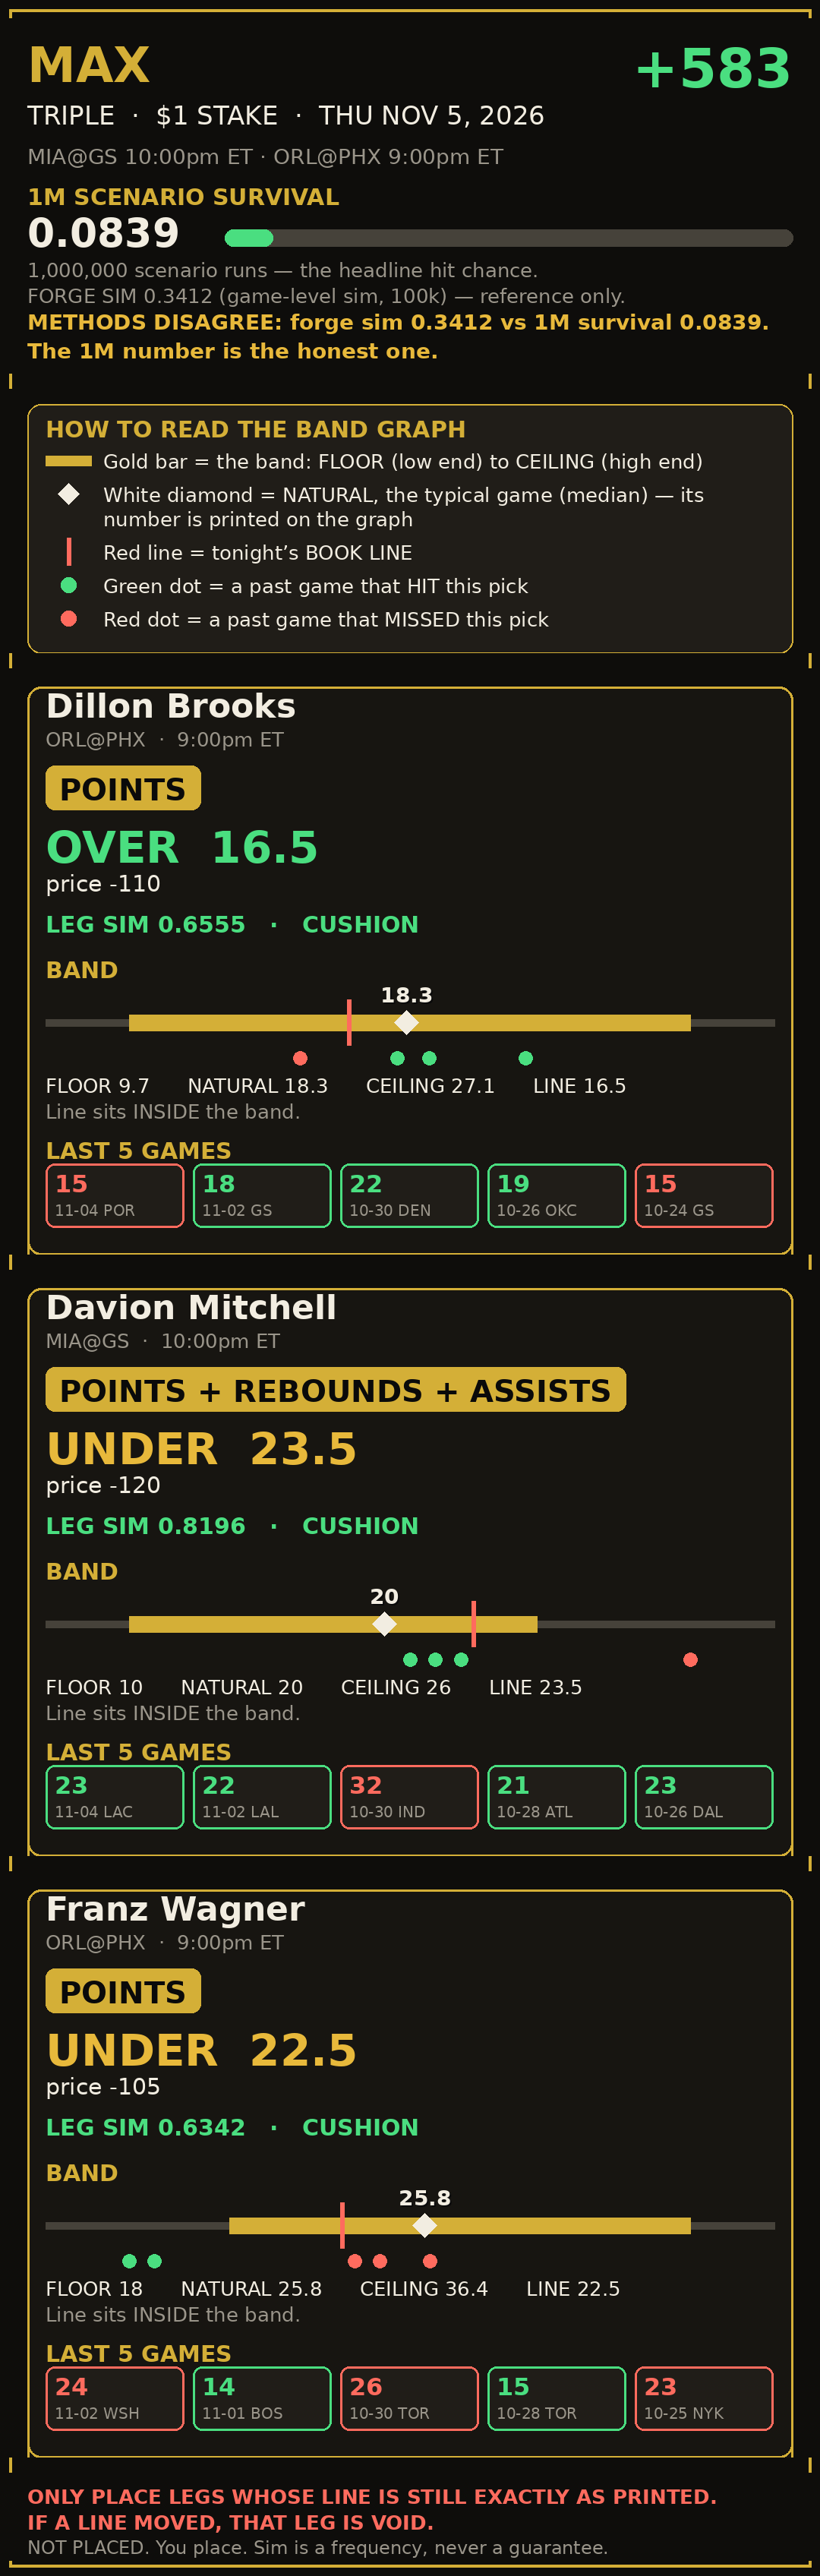 MAX
+583
TRIPLE · $1 STAKE · THU NOV 5, 2026
MIA@GS 10:00pm ET · ORL@PHX 9:00pm ET
1M SCENARIO SURVIVAL
0.0839
1,000,000 scenario runs — the headline hit chance.
FORGE SIM 0.3412 (game-level sim, 100k) — reference only.
METHODS DISAGREE: forge sim 0.3412 vs 1M survival 0.0839.
The 1M number is the honest one.
HOW TO READ THE BAND GRAPH
Gold bar = the band: FLOOR (low end) to CEILING (high end)
White diamond = NATURAL, the typical game (median) — its
number is printed on the graph
Red line = tonight’s BOOK LINE
Green dot = a past game that HIT this pick
Red dot = a past game that MISSED this pick
Dillon Brooks
ORL@PHX · 9:00pm ET
POINTS
OVER 16.5
price -110
LEG SIM 0.6555 · CUSHION
BAND
18.3
FLOOR 9.7 NATURAL 18.3 CEILING 27.1 LINE 16.5
Line sits INSIDE the band.
LAST 5 GAMES
15 18 22 19 15
11-04 POR 11-02 GS 10-30 DEN 10-26 OKC 10-24 GS
Davion Mitchell
MIA@GS · 10:00pm ET
POINTS + REBOUNDS + ASSISTS
UNDER 23.5
price -120
LEG SIM 0.8196 · CUSHION
BAND
20
FLOOR 10 NATURAL 20 CEILING 26 LINE 23.5
Line sits INSIDE the band.
LAST 5 GAMES
23 22 32 21 23
11-04 LAC 11-02 LAL 10-30 IND 10-28 ATL 10-26 DAL
Franz Wagner
ORL@PHX · 9:00pm ET
POINTS
UNDER 22.5
price -105
LEG SIM 0.6342 · CUSHION
BAND
25.8
FLOOR 18 NATURAL 25.8 CEILING 36.4 LINE 22.5
Line sits INSIDE the band.
LAST 5 GAMES
24 14 26 15 23
11-02 WSH 11-01 BOS 10-30 TOR 10-28 TOR 10-25 NYK
ONLY PLACE LEGS WHOSE LINE IS STILL EXACTLY AS PRINTED.
IF A LINE MOVED, THAT LEG IS VOID.
NOT PLACED. You place. Sim is a frequency, never a guarantee.